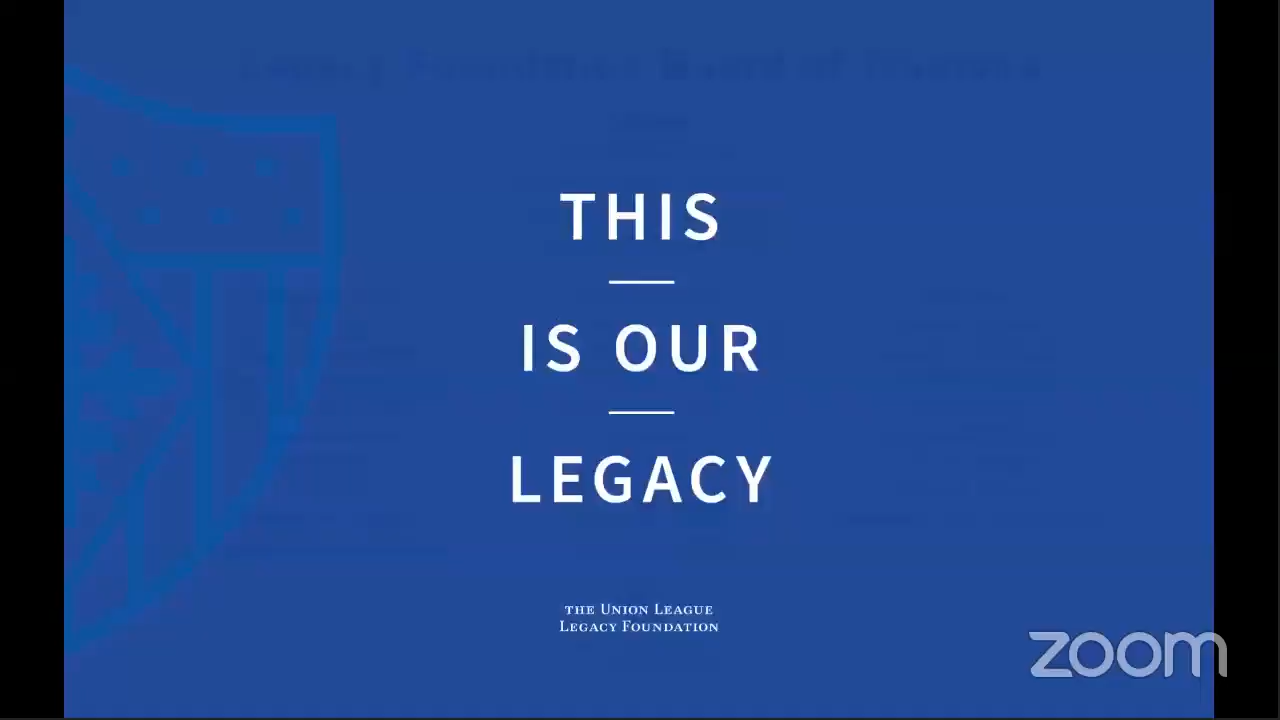 THIS
IS OUR
LEGACY
THE UNION LEAGUE
LEGACY FOUNDATION
zoom